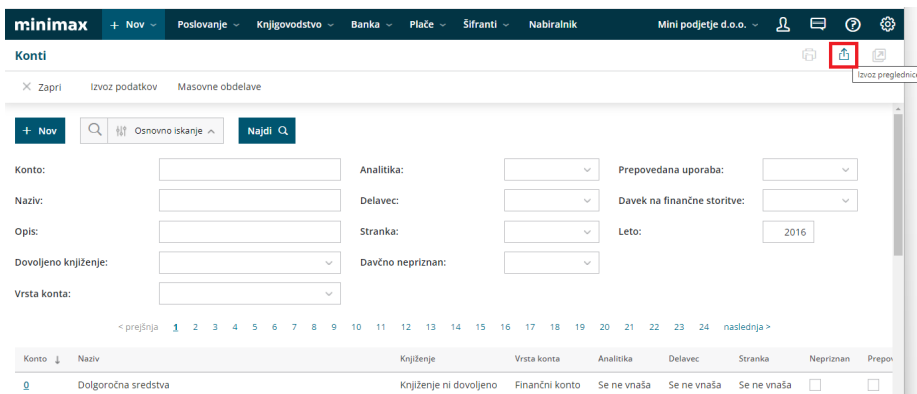 minimax + Nov Poslovanje Knjigovodstvo Banka Plače Šifranti Nabiralnik Mini podjetje d.o.o.
Konti
Izvoz preglednice
Zapri Izvoz podatkov Masovne obdelave
+ Nov Osnovno iskanje Najdi
Konto: Analitika: Prepovedana uporaba:
Naziv: Delavec: Davek na finančne storitve:
Opis: Stranka: Leto: 2016
Dovoljeno knjiženje: Davčno nepriznan:
Vrsta konta:
< prejšnja 1 2 3 4 5 6 7 8 9 10 11 12 13 14 15 16 17 18 19 20 21 22 23 24 naslednja >
Konto ↓ Naziv Knjiženje Vrsta konta Analitika Delavec Stranka Nepriznan Prepov
0 Dolgoročna sredstva Knjiženje ni dovoljeno Finančni konto Se ne vnaša Se ne vnaša Se ne vnaša